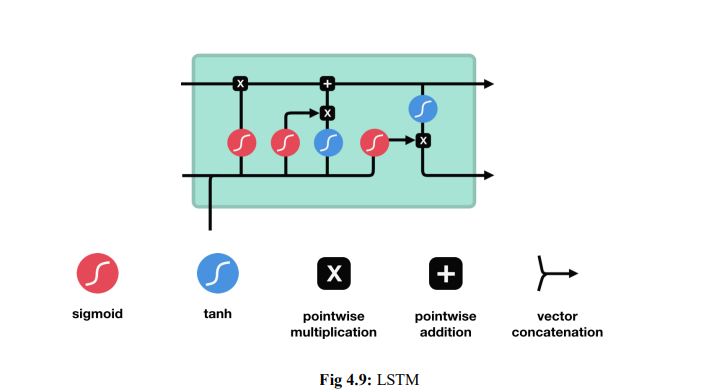 X
+
X
X
X
+
sigmoid
tanh
pointwise
multiplication
pointwise
addition
vector
concatenation
Fig 4.9: LSTM